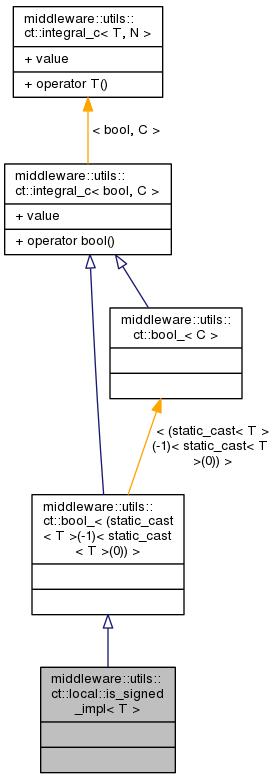 middleware::utils::
ct::integral_c< T, N >
+ value
+ operator T()
< bool, C >
middleware::utils::
ct::integral_c< bool, C >
+ value
+ operator bool()
middleware::utils::
ct::bool_< C >
< (static_cast< T >
(-1)< static_cast< T
>(0)) >
middleware::utils::
ct::bool_< (static_cast
< T >(-1)< static_cast
< T >(0)) >
middleware::utils::
ct::local::is_signed
_impl< T >